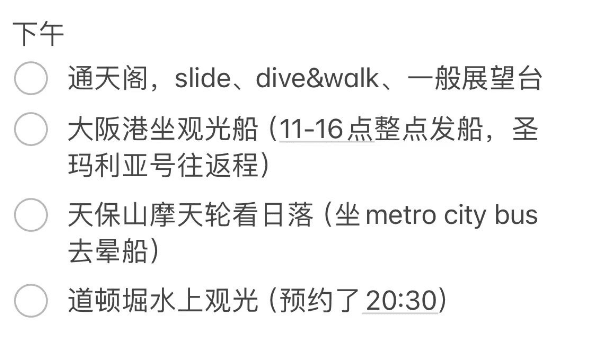 下午
通天阁，slide、dive&walk、一般展望台
大阪港坐观光船（11-16点整点发船，圣
玛利亚号往返程）
天保山摩天轮看日落（坐metro city bus
去晕船）
道顿堀水上观光（预约了20:30）